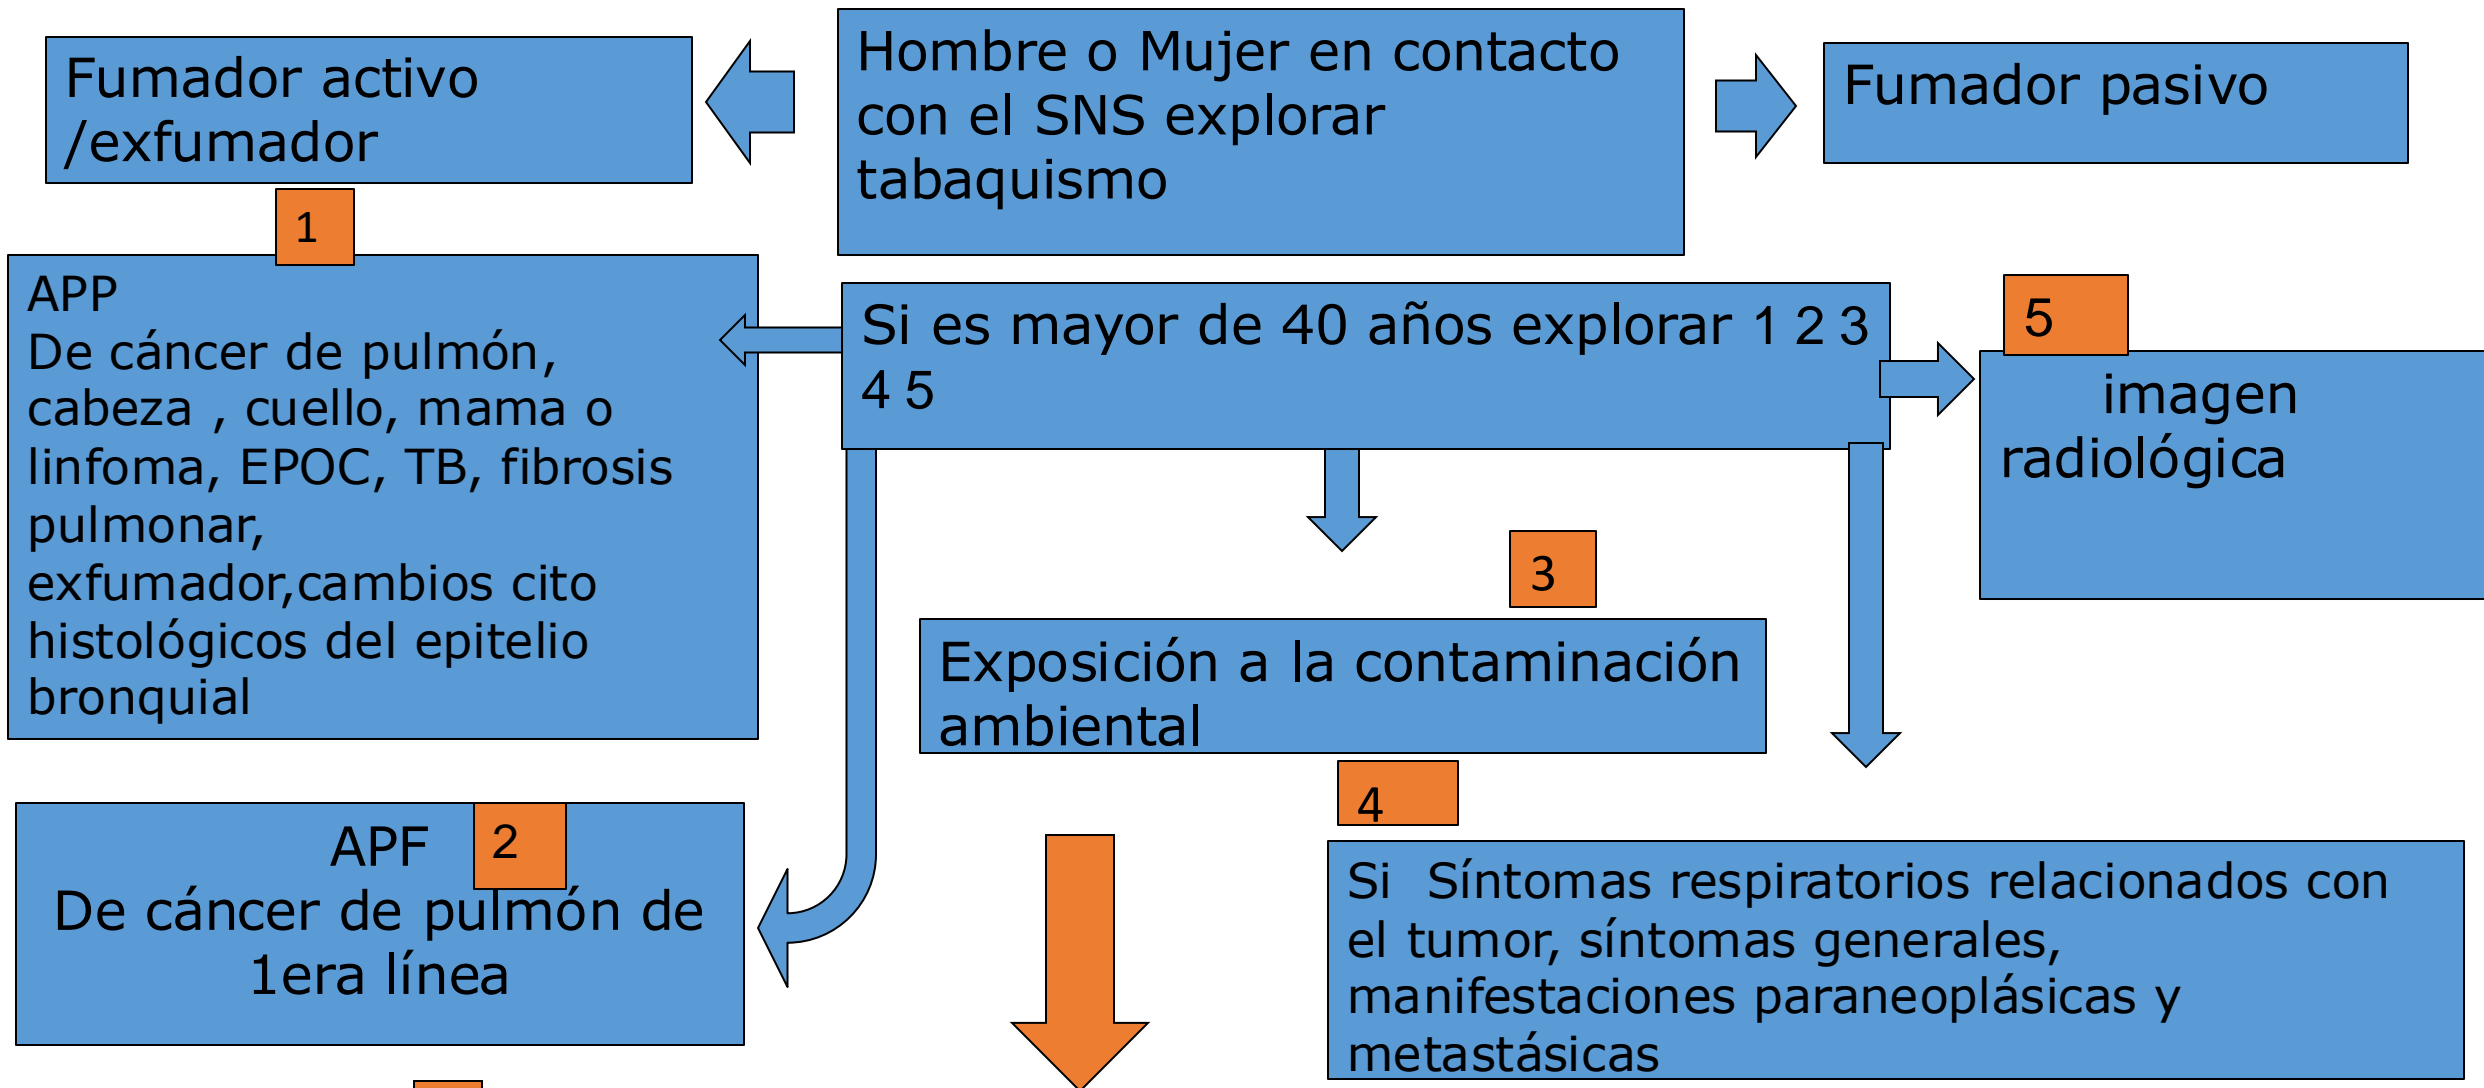 Fumador activo
/exfumador
Hombre o Mujer en contacto
con el SNS explorar
tabaquismo
Fumador pasivo
1
APP
De cáncer de pulmón,
cabeza , cuello, mama o
linfoma, EPOC, TB, fibrosis
pulmonar,
exfumador,cambios cito
histológicos del epitelio
bronquial
Si es mayor de 40 años explorar 1 2 3
4 5
5
imagen
radiológica
3
Exposición a la contaminación
ambiental
2
APF
De cáncer de pulmón de
1era línea
4
Si Síntomas respiratorios relacionados con
el tumor, síntomas generales,
manifestaciones paraneoplásicas y
metastásicas